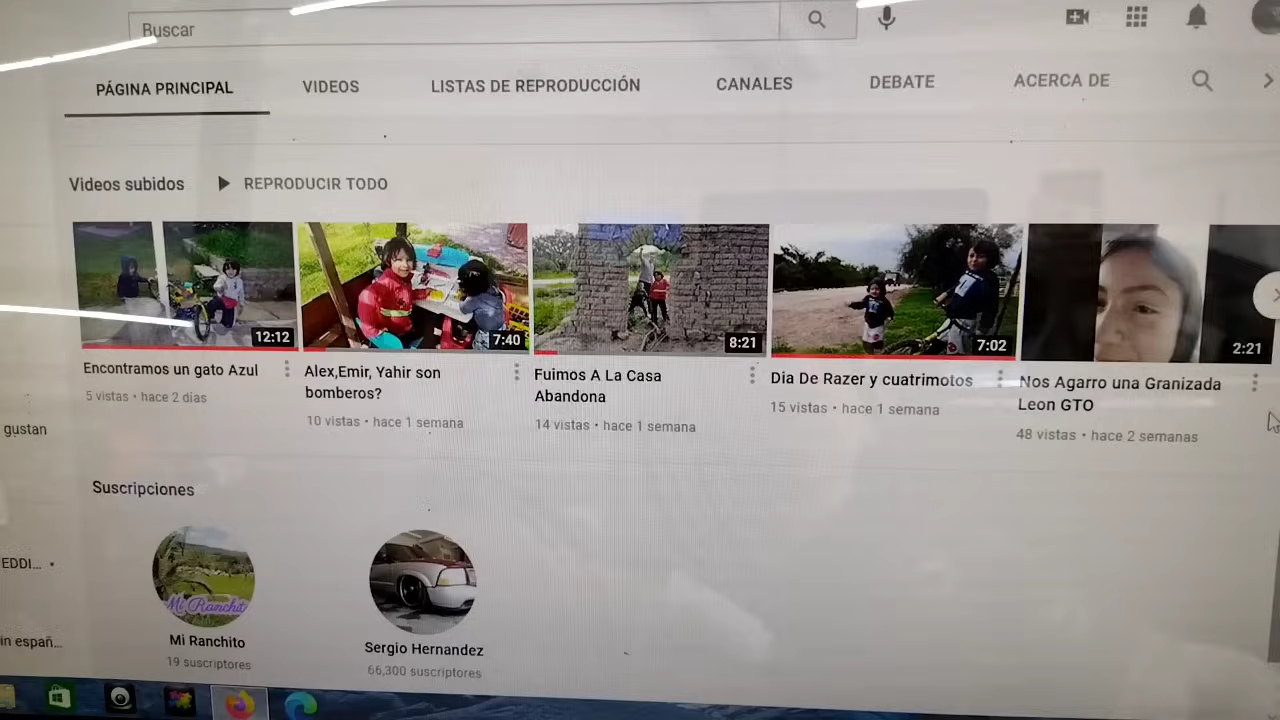 Buscar
PÁGINA PRINCIPAL VIDEOS LISTAS DE REPRODUCCIÓN CANALES DEBATE ACERCA DE
Videos subidos REPRODUCIR TODO
12:12 7:40 8:21 7:02 2:21
Encontramos un gato Azul
5 vistas • hace 2 dias
Alex,Emir, Yahir son
bomberos?
10 vistas • hace 1 semana
Fuimos A La Casa
Abandona
14 vistas • hace 1 semana
Dia De Razer y cuatrimotos
15 vistas • hace 1 semana
Nos Agarro una Granizada
Leon GTO
48 vistas • hace 2 semanas
gustan
Suscripciones
EDDI... •
Mi Ranchito
in españ...
Mi Ranchito
19 suscriptores
Sergio Hernandez
66,300 suscriptores